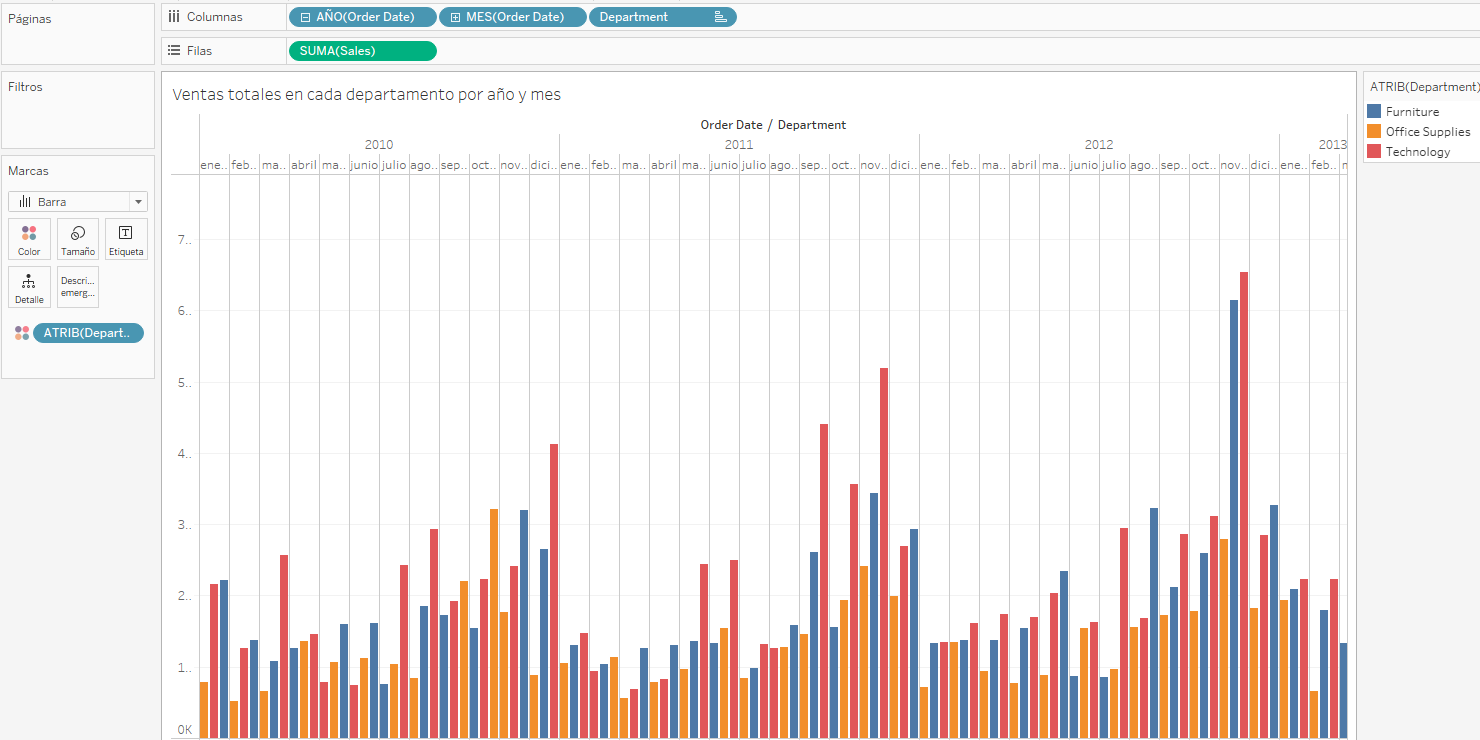 Páginas
Columnas AÑO(Order Date) MES(Order Date) Department
Filas SUMA(Sales)
Filtros
Marcas
Barra
Color Tamaño Etiqueta
Detalle Descri... emerg...
ATRIB(Depart..
Ventas totales en cada departamento por año y mes
Order Date / Department
2010 2011 2012 2013
ene.. feb.. ma.. abril ma.. junio julio ago.. sep.. oct.. nov.. dici.. ene.. feb.. ma.. abril ma.. junio julio ago.. sep.. oct.. nov.. dici.. ene.. feb.. ma.. abril ma.. junio julio ago.. sep.. oct.. nov.. dici.. ene.. feb..
7..
6..
5..
4..
3..
2..
1..
0K
ATRIB(Department)
Furniture
Office Supplies
Technology